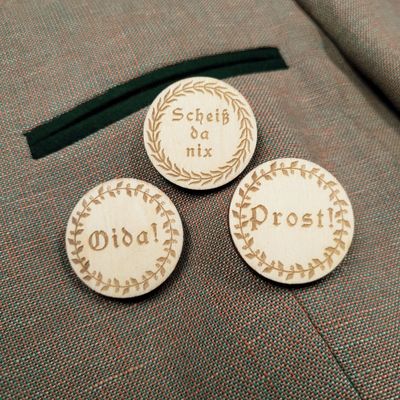 Scheiß
da
nix
Oida!
Prost!